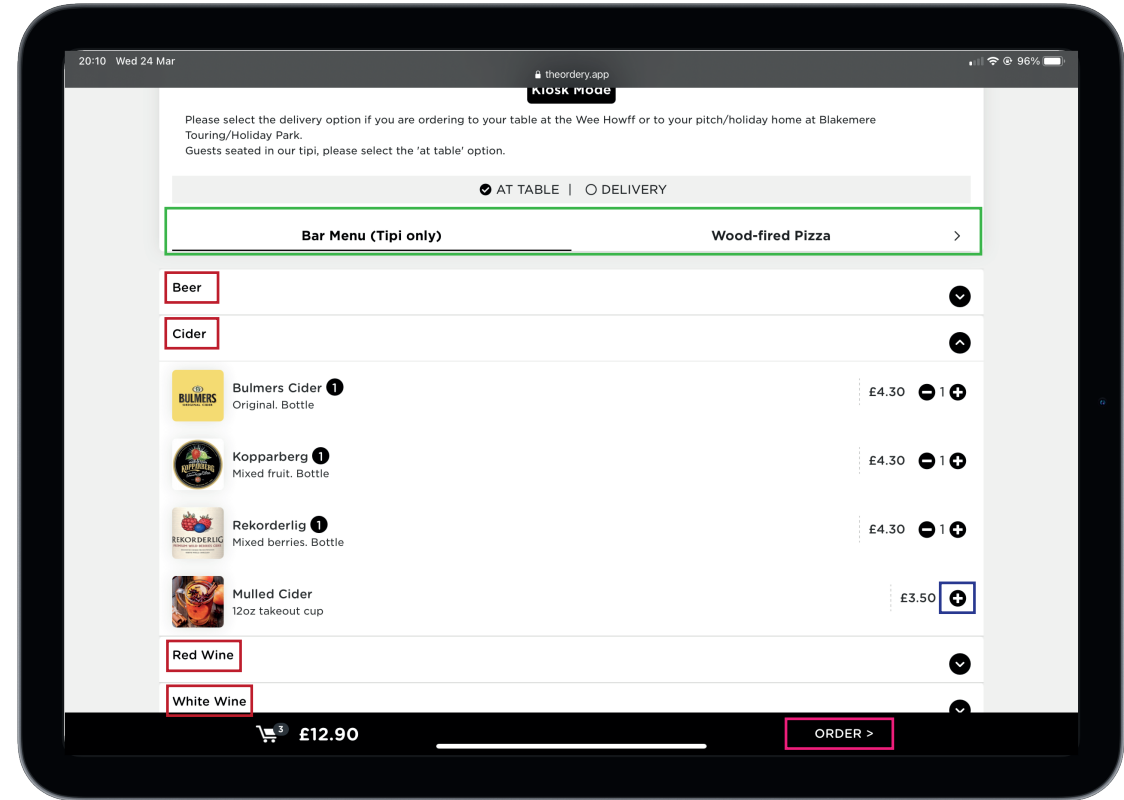 20:10 Wed 24 Mar
96%
theordery.app
Kiosk Mode
Please select the delivery option if you are ordering to your table at the Wee Howff or to your pitch/holiday home at Blakemere
Touring/Holiday Park.
Guests seated in our tipi, please select the 'at table' option.
AT TABLE | DELIVERY
Bar Menu (Tipi only) Wood-fired Pizza >
Beer
Cider
BULMERS
Bulmers Cider 1
Original. Bottle
£4.30 1
KOPPARBERG
Kopparberg 1
Mixed fruit. Bottle
£4.30 1
REKORDERLIG
Rekorderlig 1
Mixed berries. Bottle
£4.30 1
Mulled Cider
12oz takeout cup
£3.50
Red Wine
White Wine
3 £12.90 ORDER >